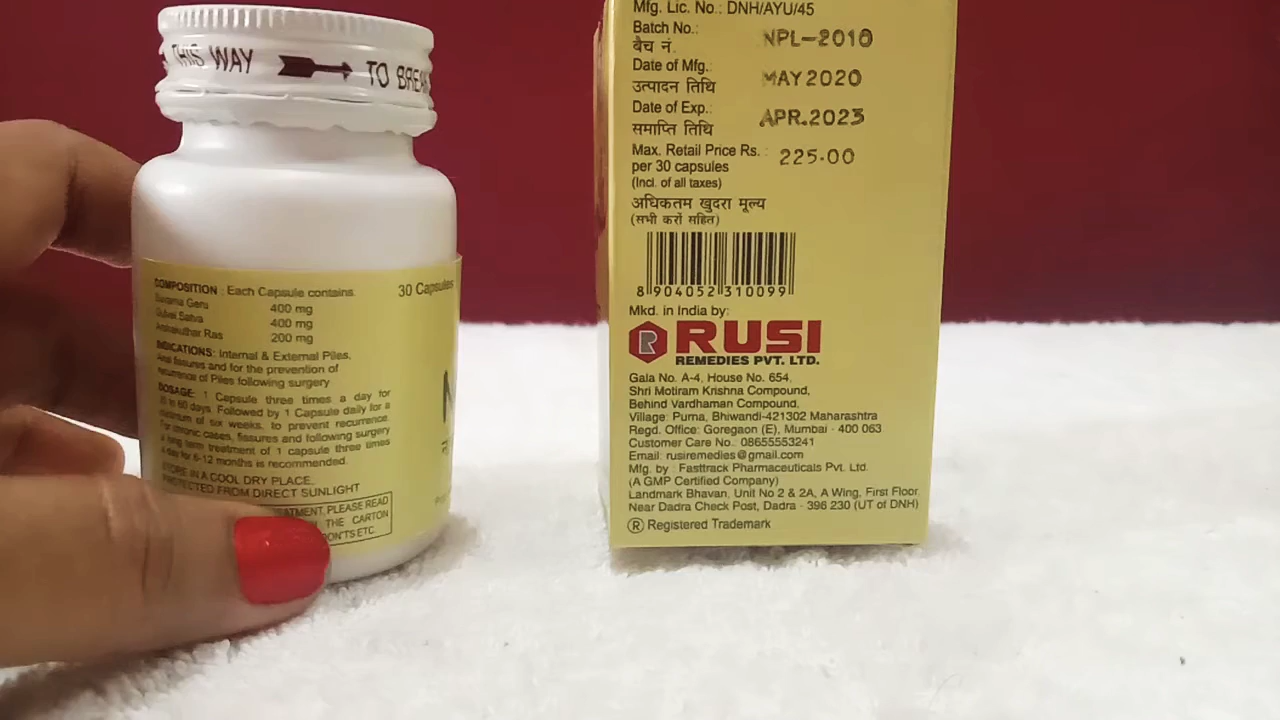 THIS WAY TO BREAK
COMPOSITION : Each Capsule contains:
30 Capsules
Suvarna Geru 400 mg
Gulvel Satva 400 mg
Arshakuthar Ras 200 mg
INDICATIONS: Internal & External Piles,
Anal fissures and for the prevention of
recurrence of Piles following surgery
DOSAGE: 1 Capsule three times a day for
to 60 days. Followed by 1 Capsule daily for a
minimum of six weeks, to prevent recurrence.
For chronic cases, fissures and following surgery
a long term treatment of 1 capsule three times
a day for 6-12 months is recommended.
STORE IN A COOL DRY PLACE,
PROTECTED FROM DIRECT SUNLIGHT
PLEASE READ
THE CARTON
ETC.
Mfg. Lic. No.: DNH/AYU/45
Batch No.: NPL-2010
बैच नं.
Date of Mfg.: MAY 2020
उत्पादन तिथि
Date of Exp.: APR.2023
समाप्ति तिथि
Max. Retail Price Rs. : 225.00
per 30 capsules
(Incl. of all taxes)
अधिकतम खुदरा मूल्य
(सभी करों सहित)
8 904052 310099
Mkd. in India by:
R RUSI
REMEDIES PVT. LTD.
Gala No. A-4, House No. 654,
Shri Motiram Krishna Compound,
Behind Vardhaman Compound,
Village: Purna, Bhiwandi-421302 Maharashtra
Regd. Office: Goregaon (E), Mumbai - 400 063
Customer Care No.: 08655553241
Email: rusiremedies@gmail.com
Mfg. by : Fasttrack Pharmaceuticals Pvt. Ltd.
(A GMP Certified Company)
Landmark Bhavan, Unit No 2 & 2A, A Wing, First Floor,
Near Dadra Check Post, Dadra - 396 230 (UT of DNH)
® Registered Trademark